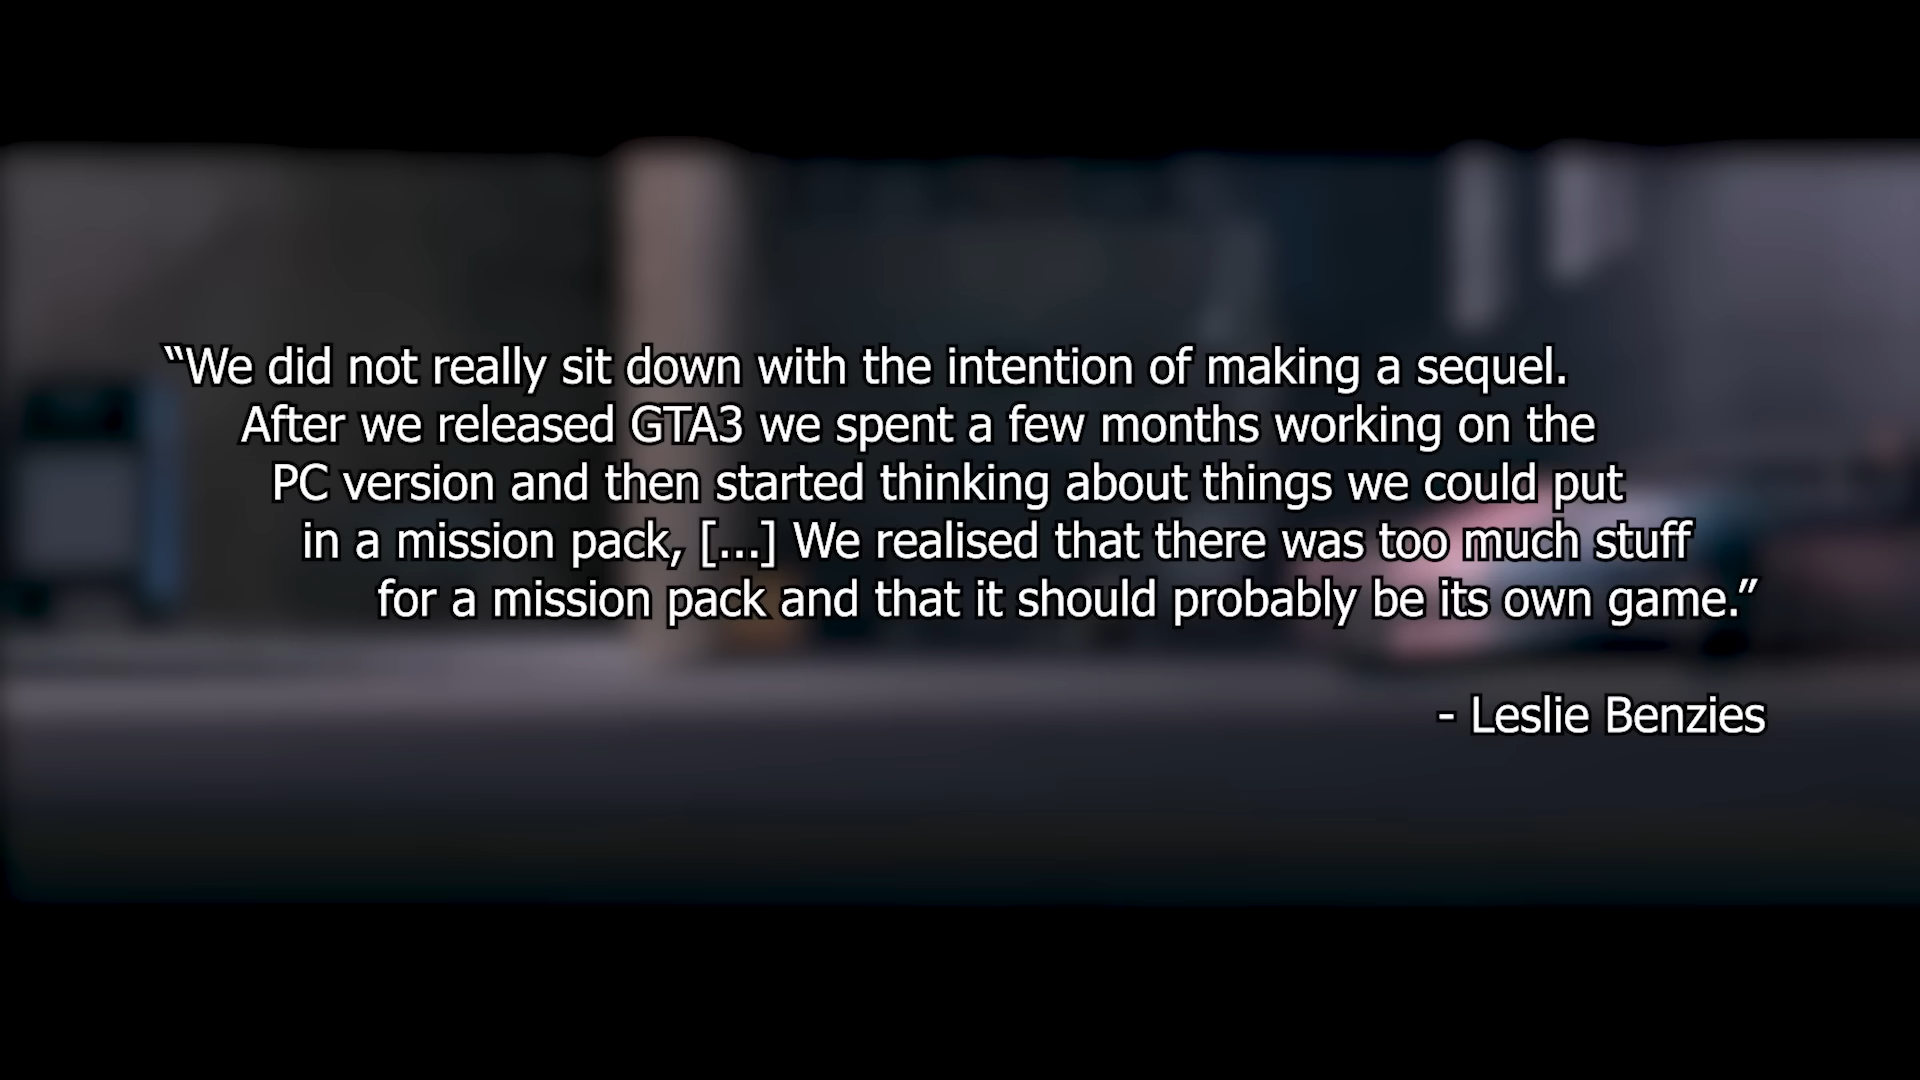 “We did not really sit down with the intention of making a sequel.
After we released GTA3 we spent a few months working on the
PC version and then started thinking about things we could put
in a mission pack, [...] We realised that there was too much stuff
for a mission pack and that it should probably be its own game.”
- Leslie Benzies